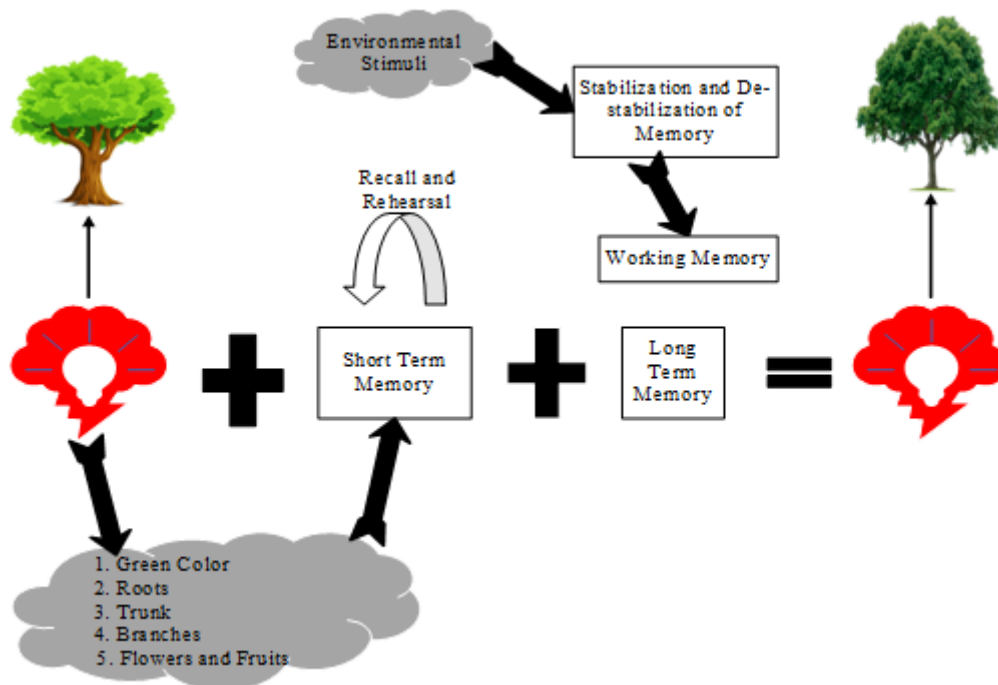 Environmental
Stimuli
Stabilization and De-
stabilization of
Memory
Recall and
Rehearsal
Working Memory
Short Term
Memory
Long
Term
Memory
1. Green Color
2. Roots
3. Trunk
4. Branches
5. Flowers and Fruits